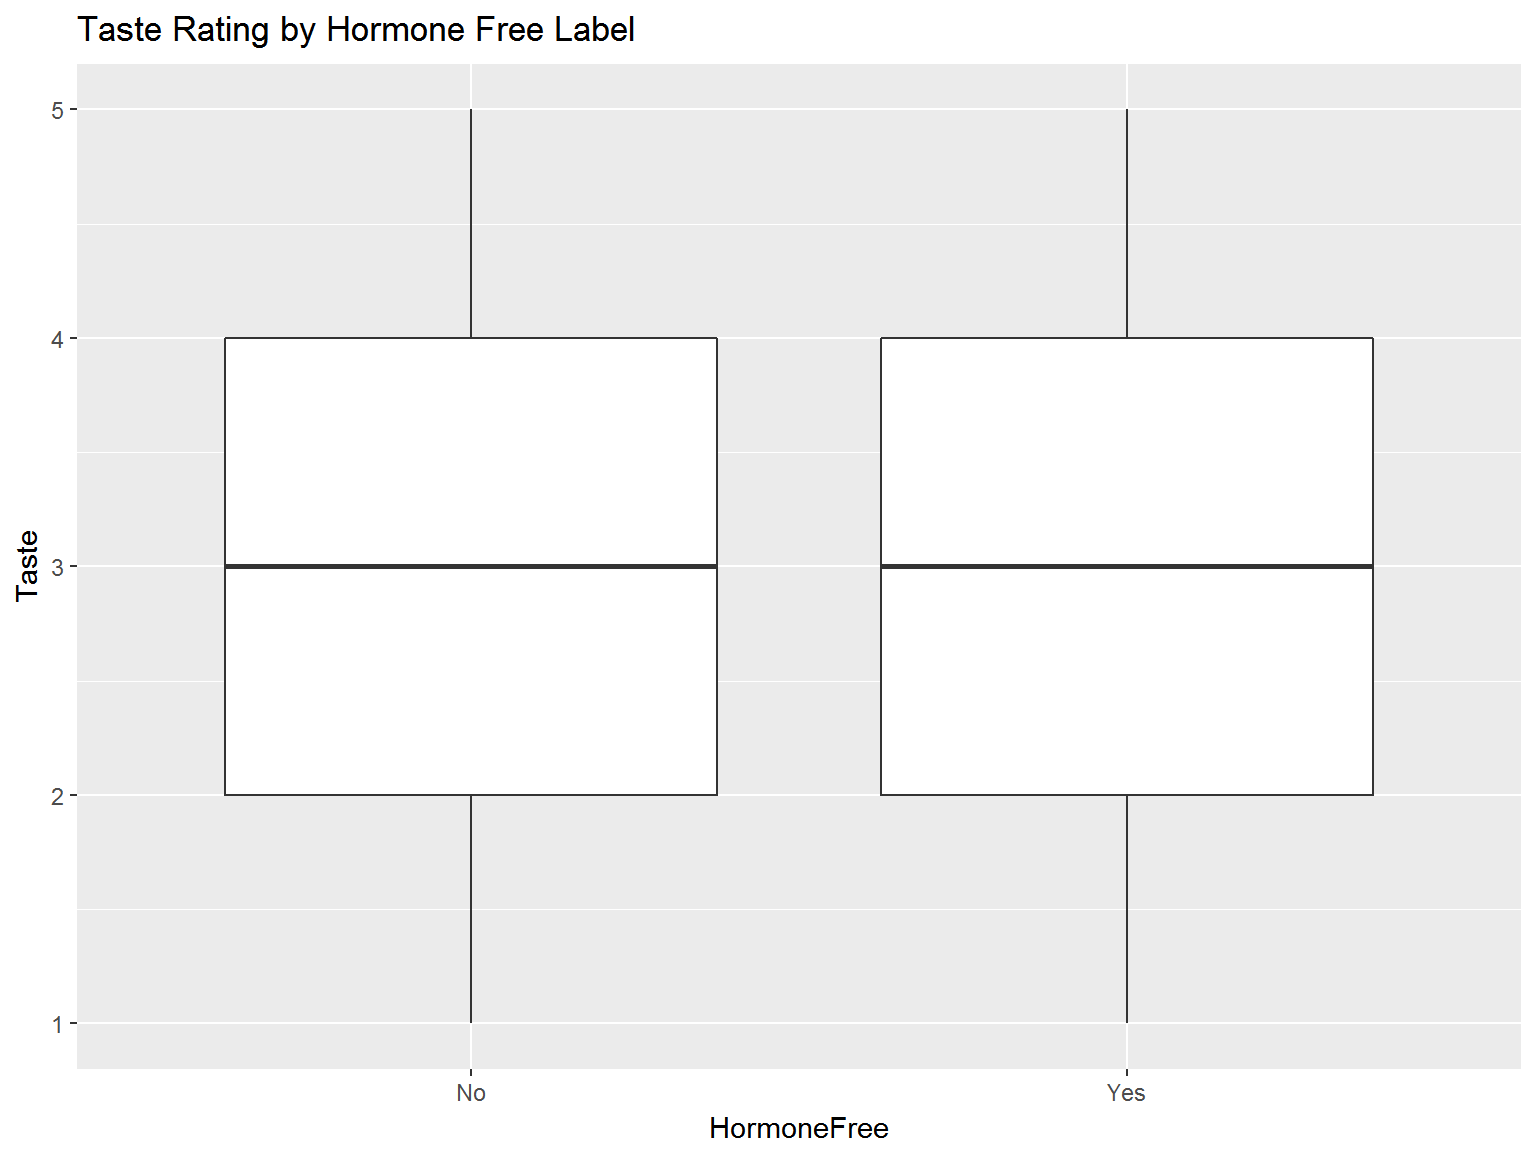 Taste Rating by Hormone Free Label
5
4
3
2
1
Taste
No
Yes
HormoneFree